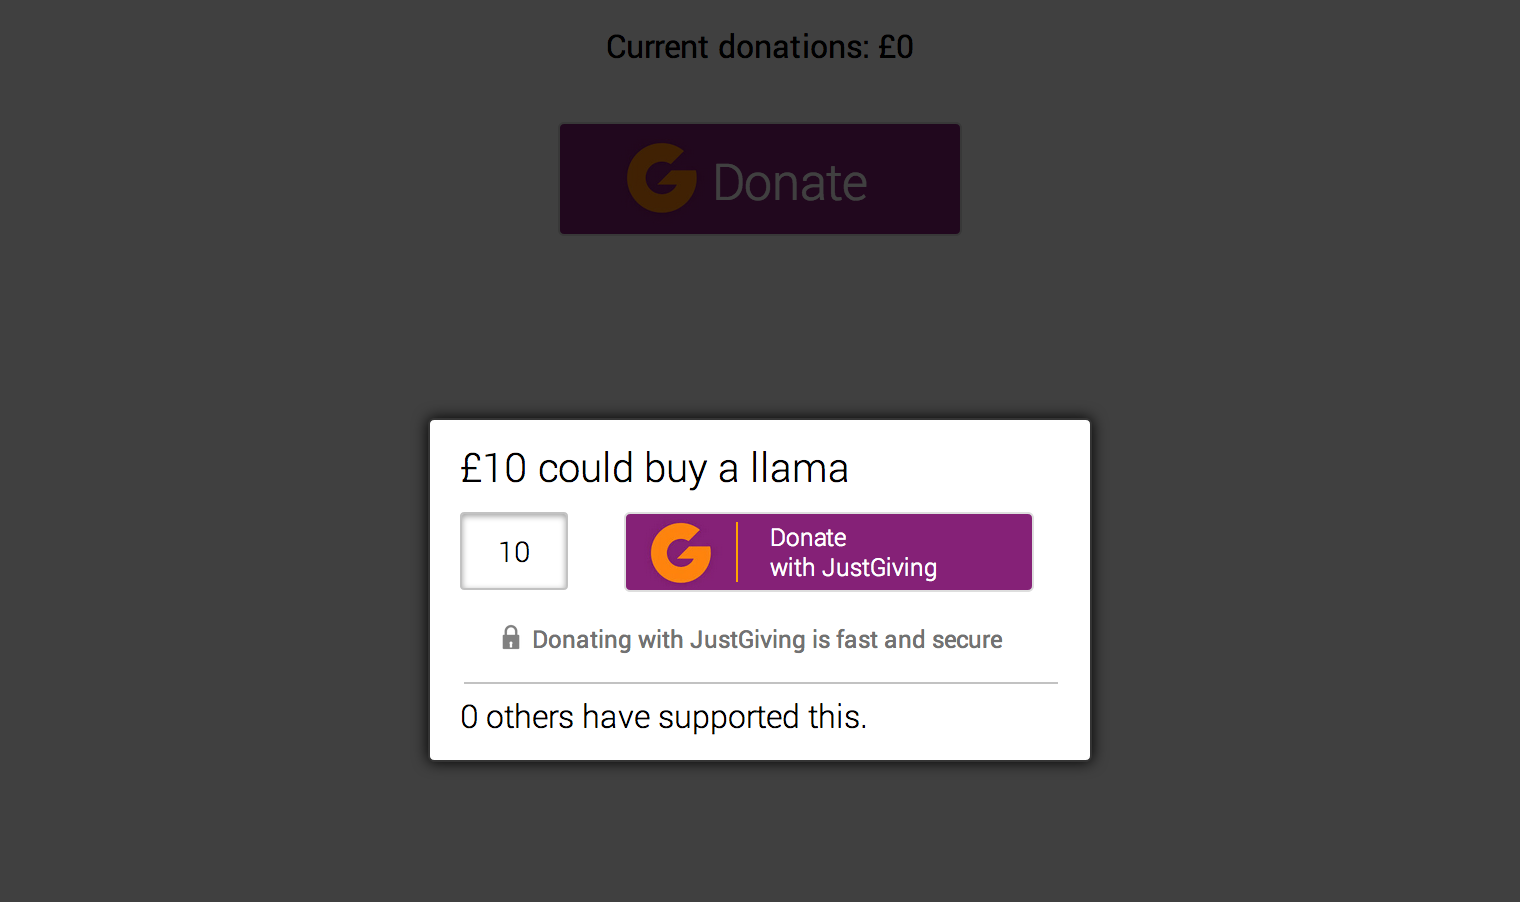 Current donations: £0
Donate
£10 could buy a llama
10
Donate
with JustGiving
Donating with JustGiving is fast and secure
0 others have supported this.